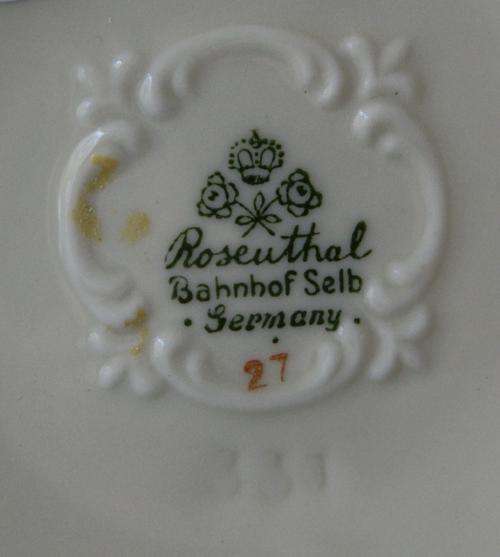 Rosenthal
Bahnhof Selb
· Germany ·
27